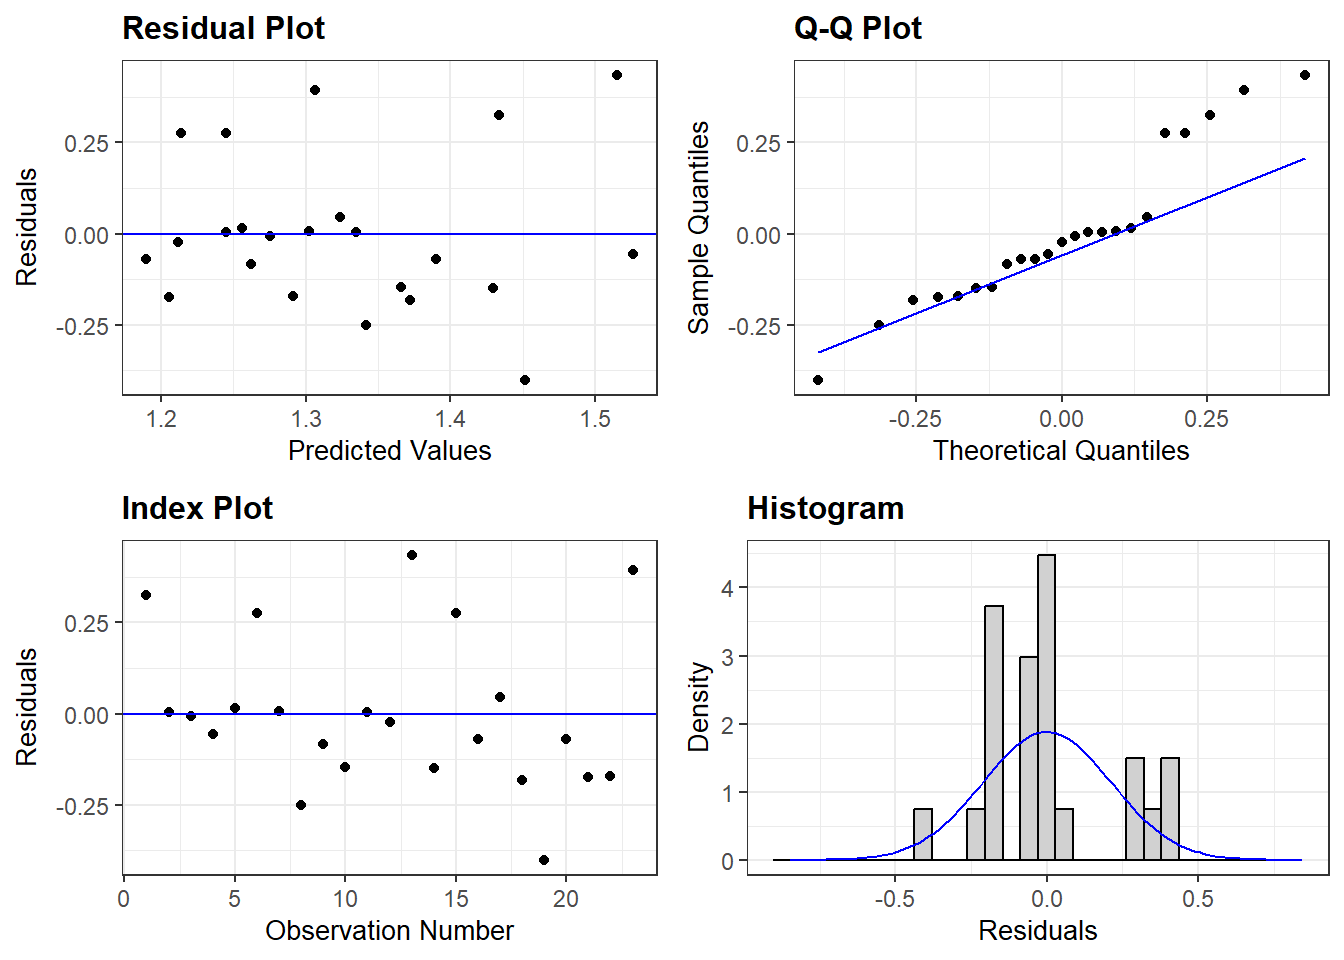 Residual Plot
Residuals
0.25
0.00
-0.25
1.2 1.3 1.4 1.5
Predicted Values
Q-Q Plot
Sample Quantiles
0.25
0.00
-0.25
-0.25 0.00 0.25
Theoretical Quantiles
Index Plot
Residuals
0.25
0.00
-0.25
0 5 10 15 20
Observation Number
Histogram
Density
4
3
2
1
0
-0.5 0.0 0.5
Residuals